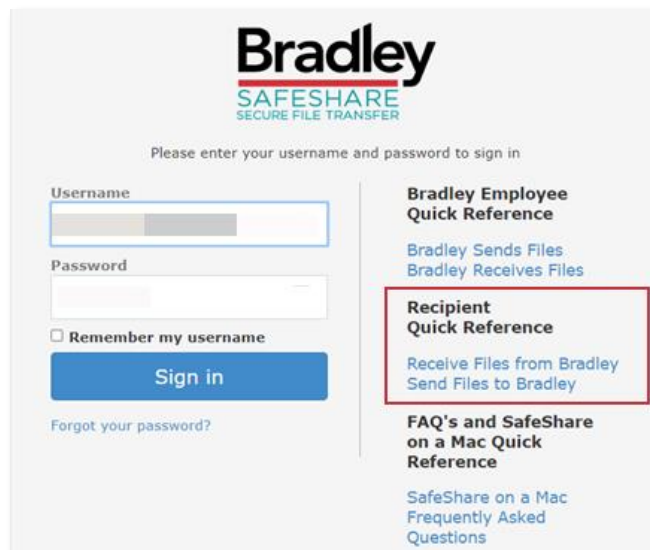 Bradley
SAFESHARE
SECURE FILE TRANSFER
Please enter your username and password to sign in
Username
Password
Remember my username
Sign in
Forgot your password?
Bradley Employee
Quick Reference
Bradley Sends Files
Bradley Receives Files
Recipient
Quick Reference
Receive Files from Bradley
Send Files to Bradley
FAQ's and SafeShare
on a Mac Quick
Reference
SafeShare on a Mac
Frequently Asked
Questions